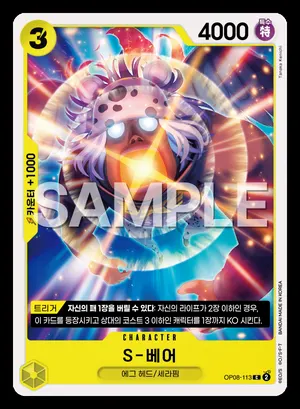 3
4000
특수
特
Tanaka Kenichi
카운터 +1000
SAMPLE
트리거 자신의 패 1장을 버릴 수 있다: 자신의 라이프가 2장 이하인 경우,
이 카드를 등장시키고 상대의 코스트 3 이하인 캐릭터를 1장까지 KO 시킨다.
CHARACTER
S-베어
에그 헤드/세라핌
OP08-113
2